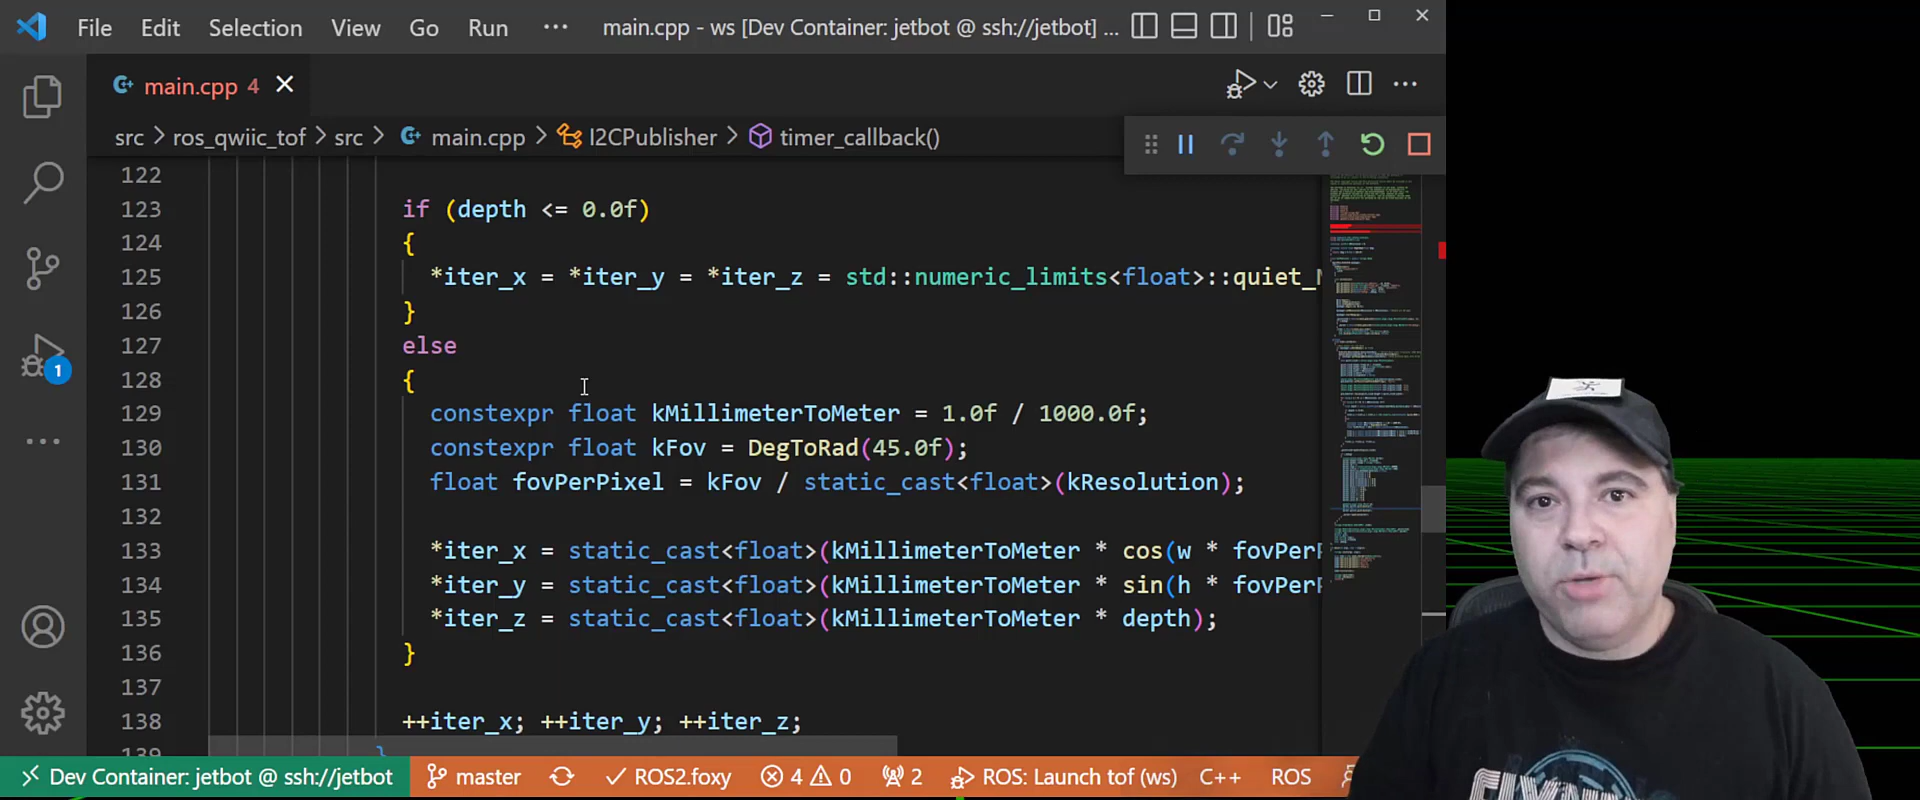 File Edit Selection View Go Run ··· main.cpp - ws [Dev Container: jetbot @ ssh://jetbot] ...
main.cpp 4
src > ros_qwiic_tof > src > main.cpp > I2CPublisher > timer_callback()
122
123 if (depth <= 0.0f)
124 {
125 *iter_x = *iter_y = *iter_z = std::numeric_limits<float>::quiet_
126 }
127 else
128 {
129 constexpr float kMillimeterToMeter = 1.0f / 1000.0f;
130 constexpr float kFov = DegToRad(45.0f);
131 float fovPerPixel = kFov / static_cast<float>(kResolution);
132
133 *iter_x = static_cast<float>(kMillimeterToMeter * cos(w * fovPer
134 *iter_y = static_cast<float>(kMillimeterToMeter * sin(h * fovPer
135 *iter_z = static_cast<float>(kMillimeterToMeter * depth);
136 }
137
138 ++iter_x; ++iter_y; ++iter_z;
139 }
1
Dev Container: jetbot @ ssh://jetbot master ROS2.foxy 4 0 2 ROS: Launch tof (ws) C++ ROS